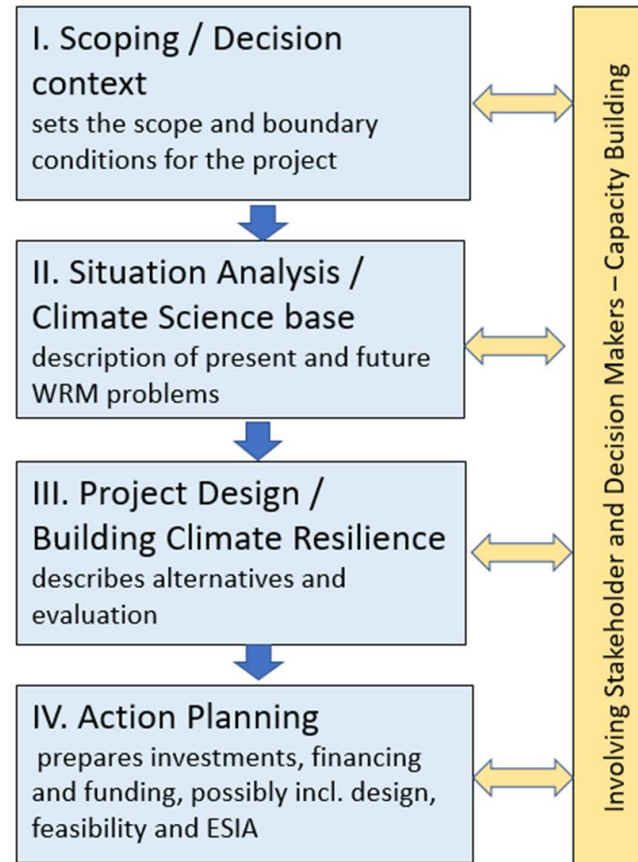 I. Scoping / Decision
context
sets the scope and boundary
conditions for the project
II. Situation Analysis /
Climate Science base
description of present and future
WRM problems
III. Project Design /
Building Climate Resilience
describes alternatives and
evaluation
IV. Action Planning
prepares investments, financing
and funding, possibly incl. design,
feasibility and ESIA
Involving Stakeholder and Decision Makers – Capacity Building